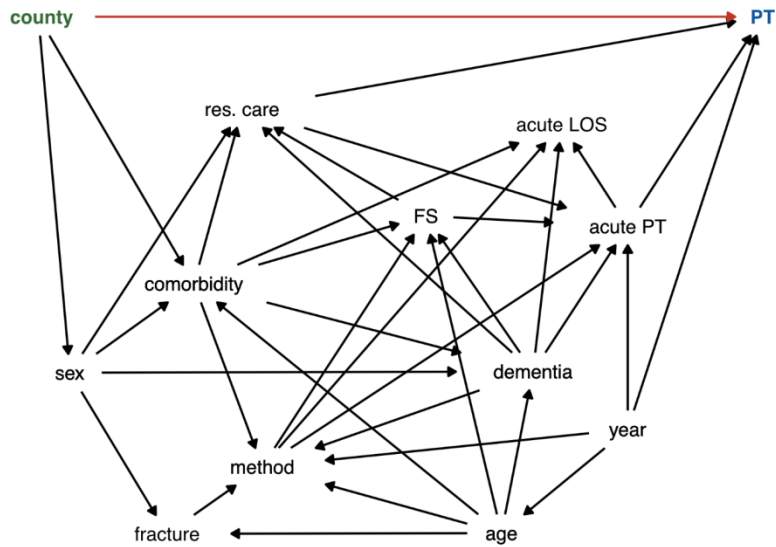 county
PT
res. care
acute LOS
FS
acute PT
comorbidity
sex
dementia
year
method
fracture
age